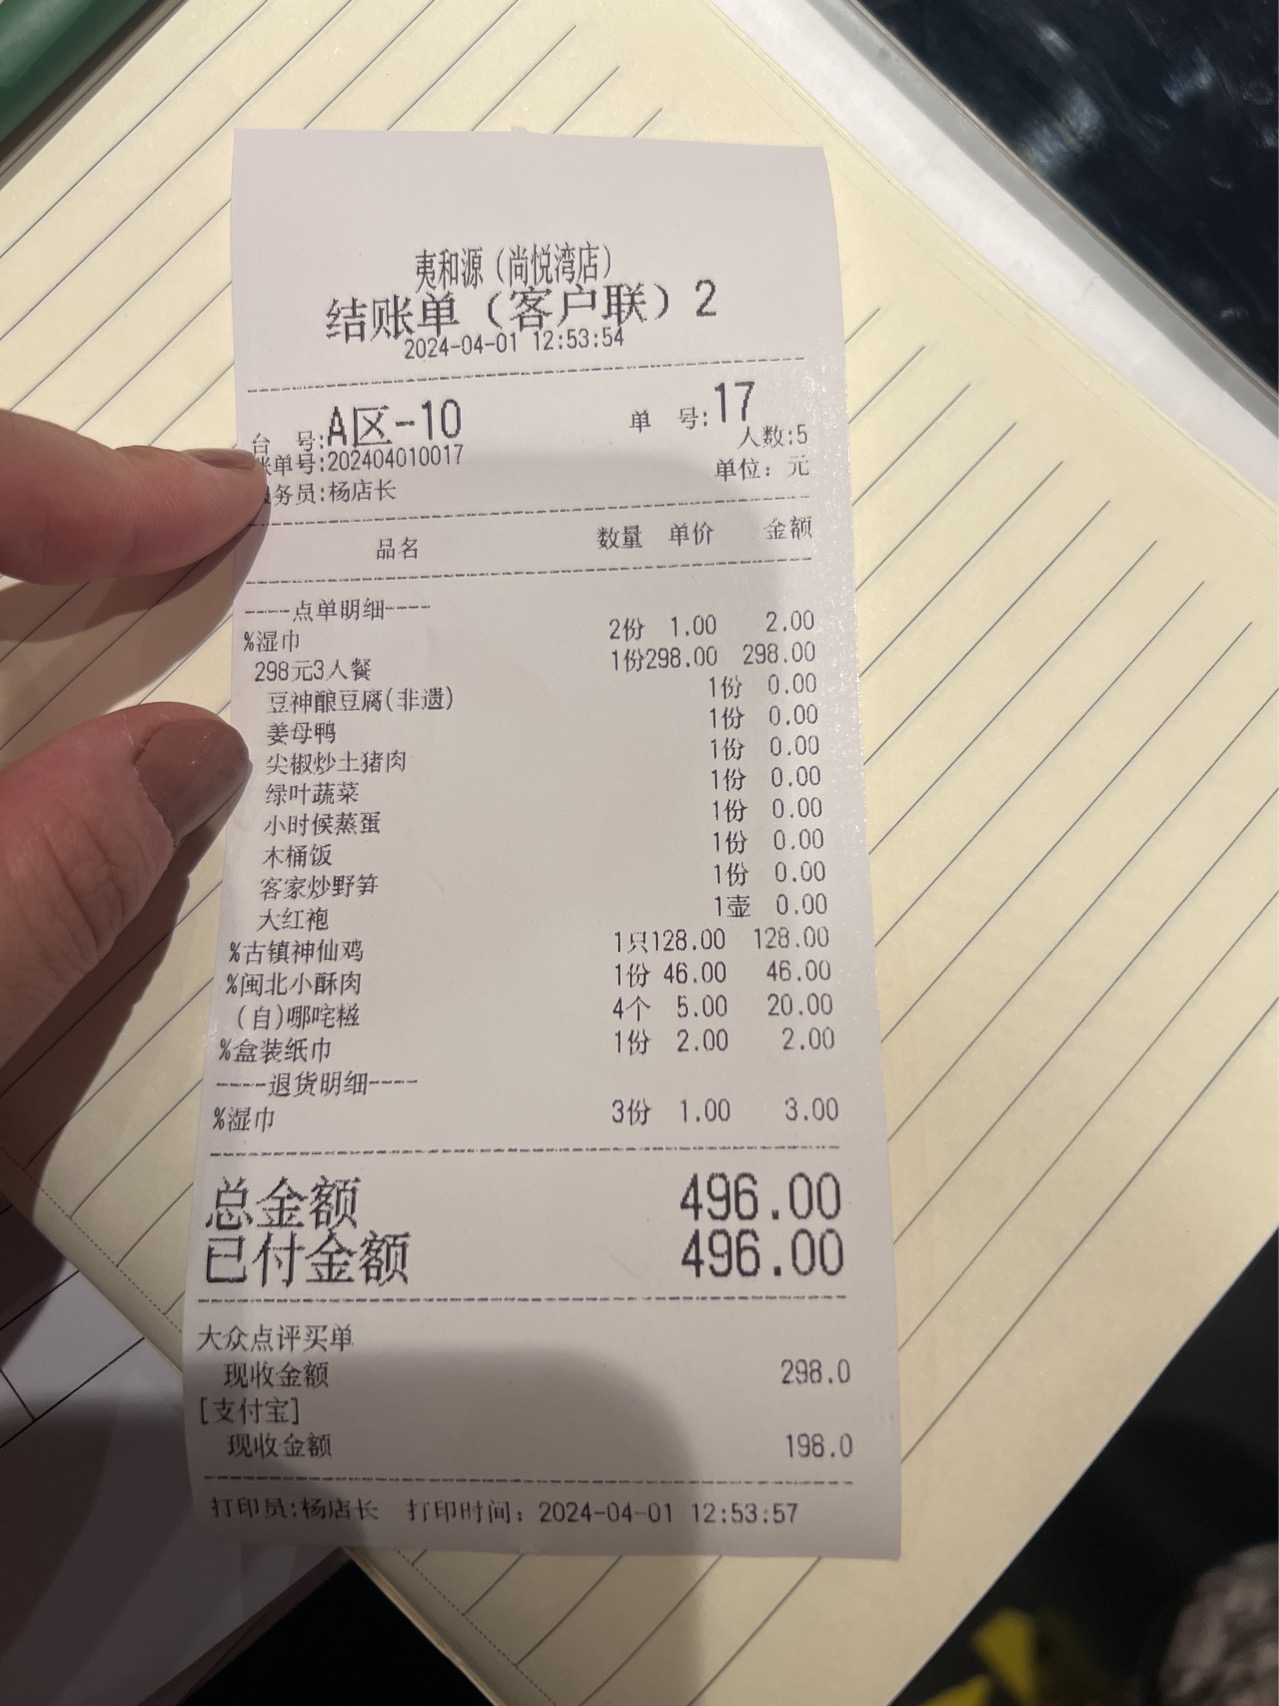 夷和源（尚悦湾店）
结账单（客户联）2
2024-04-01 12:53:54
台 号:A区-10 单 号:17
账单号:202404010017 人数:5
服务员:杨店长 单位：元
品名 数量 单价 金额
----点单明细----
%湿巾 2份 1.00 2.00
298元3人餐 1份298.00 298.00
豆神酿豆腐(非遗) 1份 0.00
姜母鸭 1份 0.00
尖椒炒土猪肉 1份 0.00
绿叶蔬菜 1份 0.00
小时候蒸蛋 1份 0.00
木桶饭 1份 0.00
客家炒野笋 1份 0.00
大红袍 1壶 0.00
%古镇神仙鸡 1只128.00 128.00
%闽北小酥肉 1份 46.00 46.00
(自)哪咤糍 4个 5.00 20.00
%盒装纸巾 1份 2.00 2.00
----退货明细----
%湿巾 3份 1.00 3.00
总金额 496.00
已付金额 496.00
大众点评买单
现收金额 298.0
[支付宝]
现收金额 198.0
打印员:杨店长 打印时间：2024-04-01 12:53:57